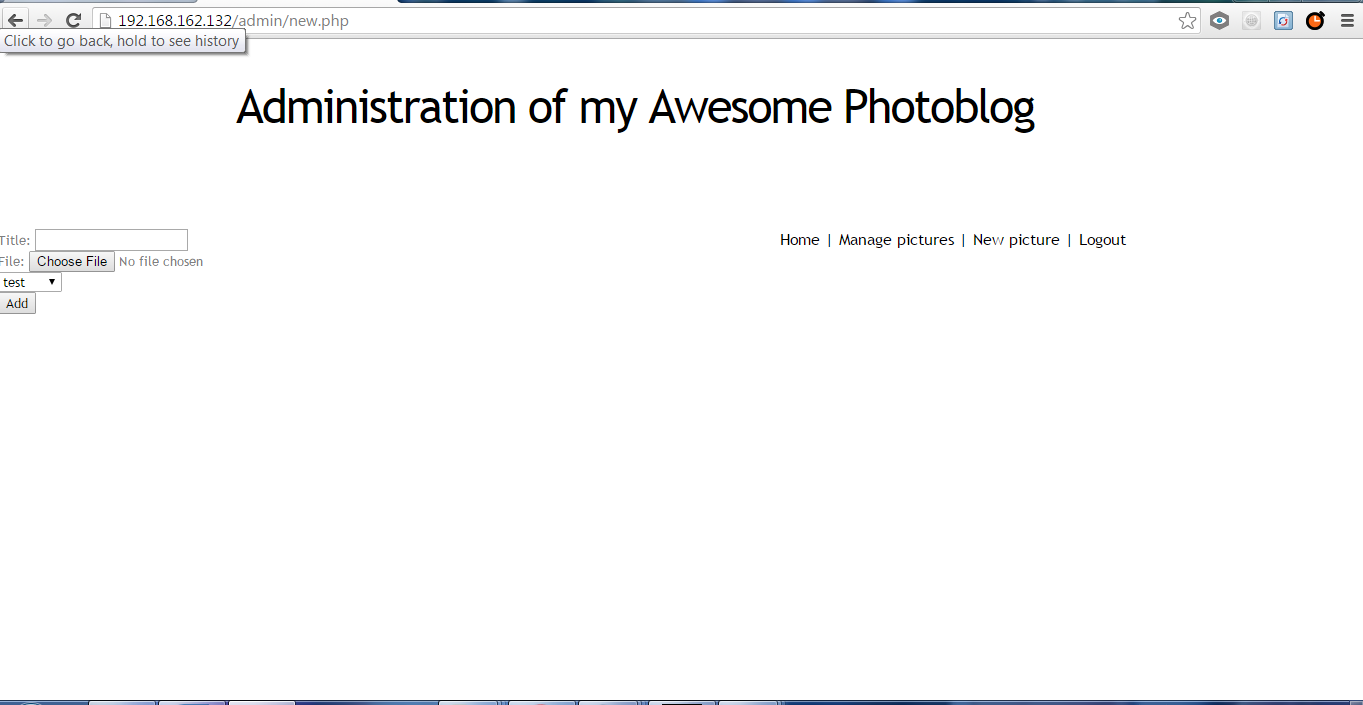 192.168.162.132/admin/new.php
Click to go back, hold to see history
Administration of my Awesome Photoblog
Title:
Home | Manage pictures | New picture | Logout
File: Choose File No file chosen
test
Add